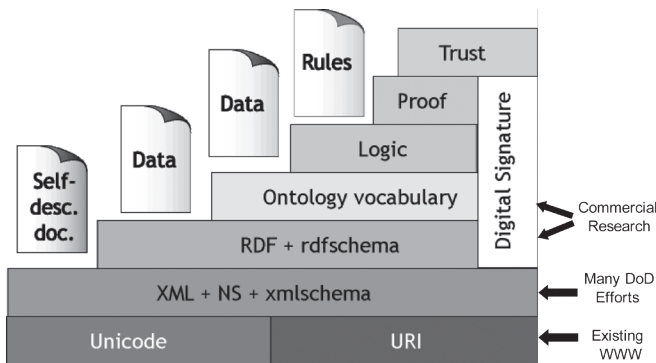 Rules
Trust
Data
Proof
Data
Logic
Digital Signature
Self-
desc.
doc.
Ontology vocabulary
Commercial
Research
RDF + rdfschema
XML + NS + xmlschema
Many DoD
Efforts
Unicode
URI
Existing
WWW